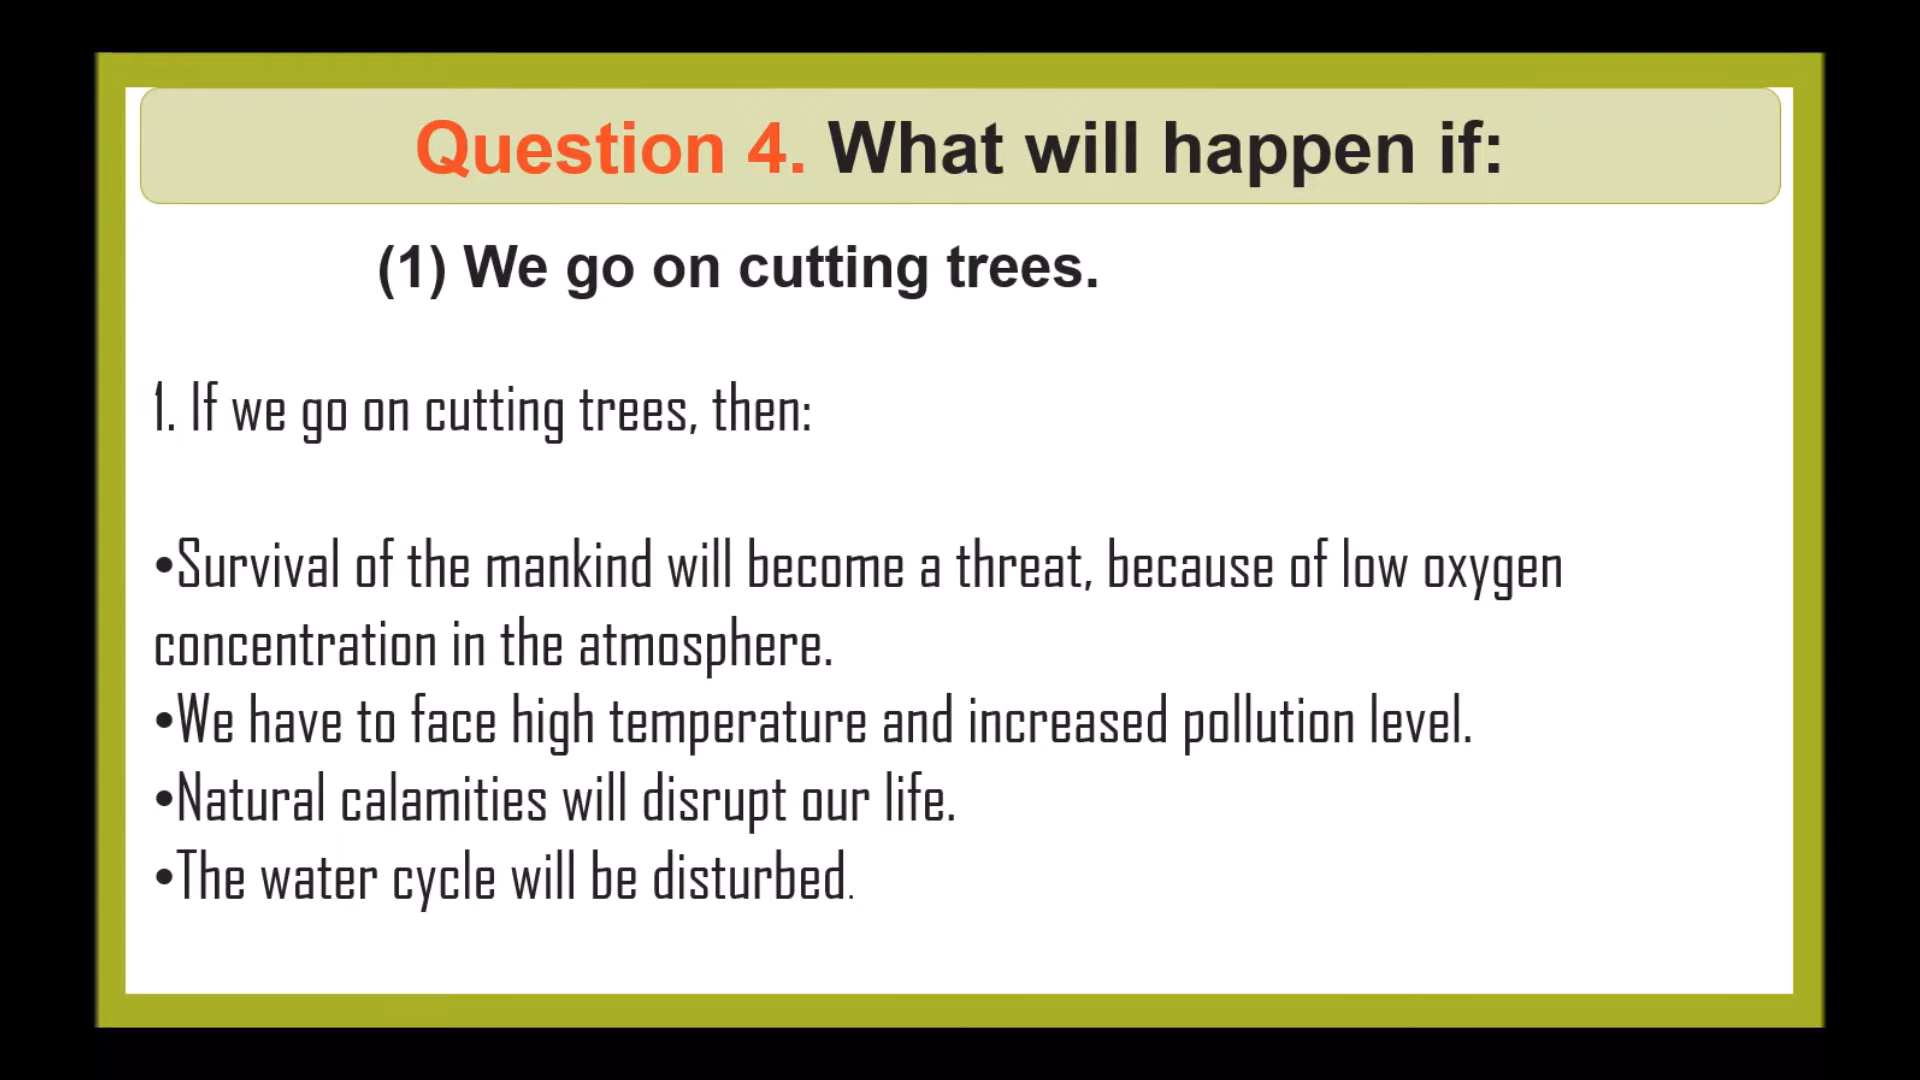 Question 4. What will happen if:
(1) We go on cutting trees.
1. If we go on cutting trees, then:
•Survival of the mankind will become a threat, because of low oxygen
concentration in the atmosphere.
•We have to face high temperature and increased pollution level.
•Natural calamities will disrupt our life.
•The water cycle will be disturbed.